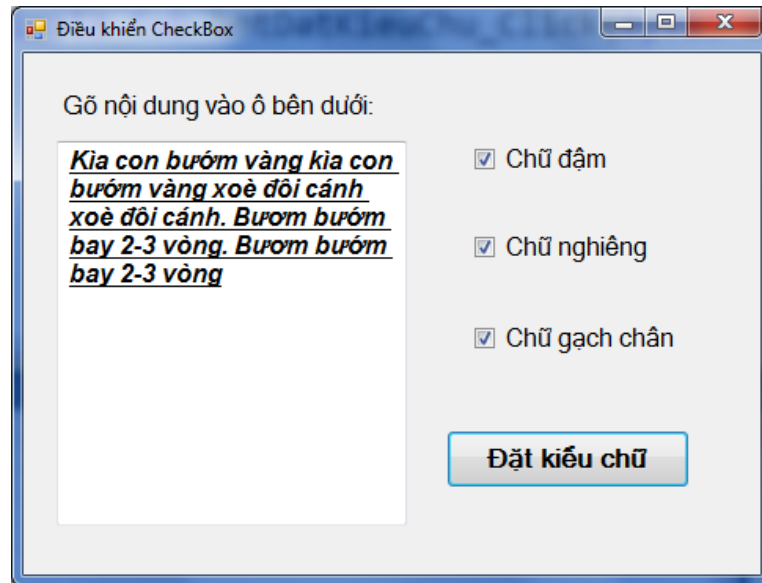 Điều khiển CheckBox
Gõ nội dung vào ô bên dưới:
Kìa con bướm vàng kìa con
bướm vàng xoè đôi cánh
xoè đôi cánh. Bươm bướm
bay 2-3 vòng. Bươm bướm
bay 2-3 vòng
Chữ đậm
Chữ nghiêng
Chữ gạch chân
Đặt kiểu chữ